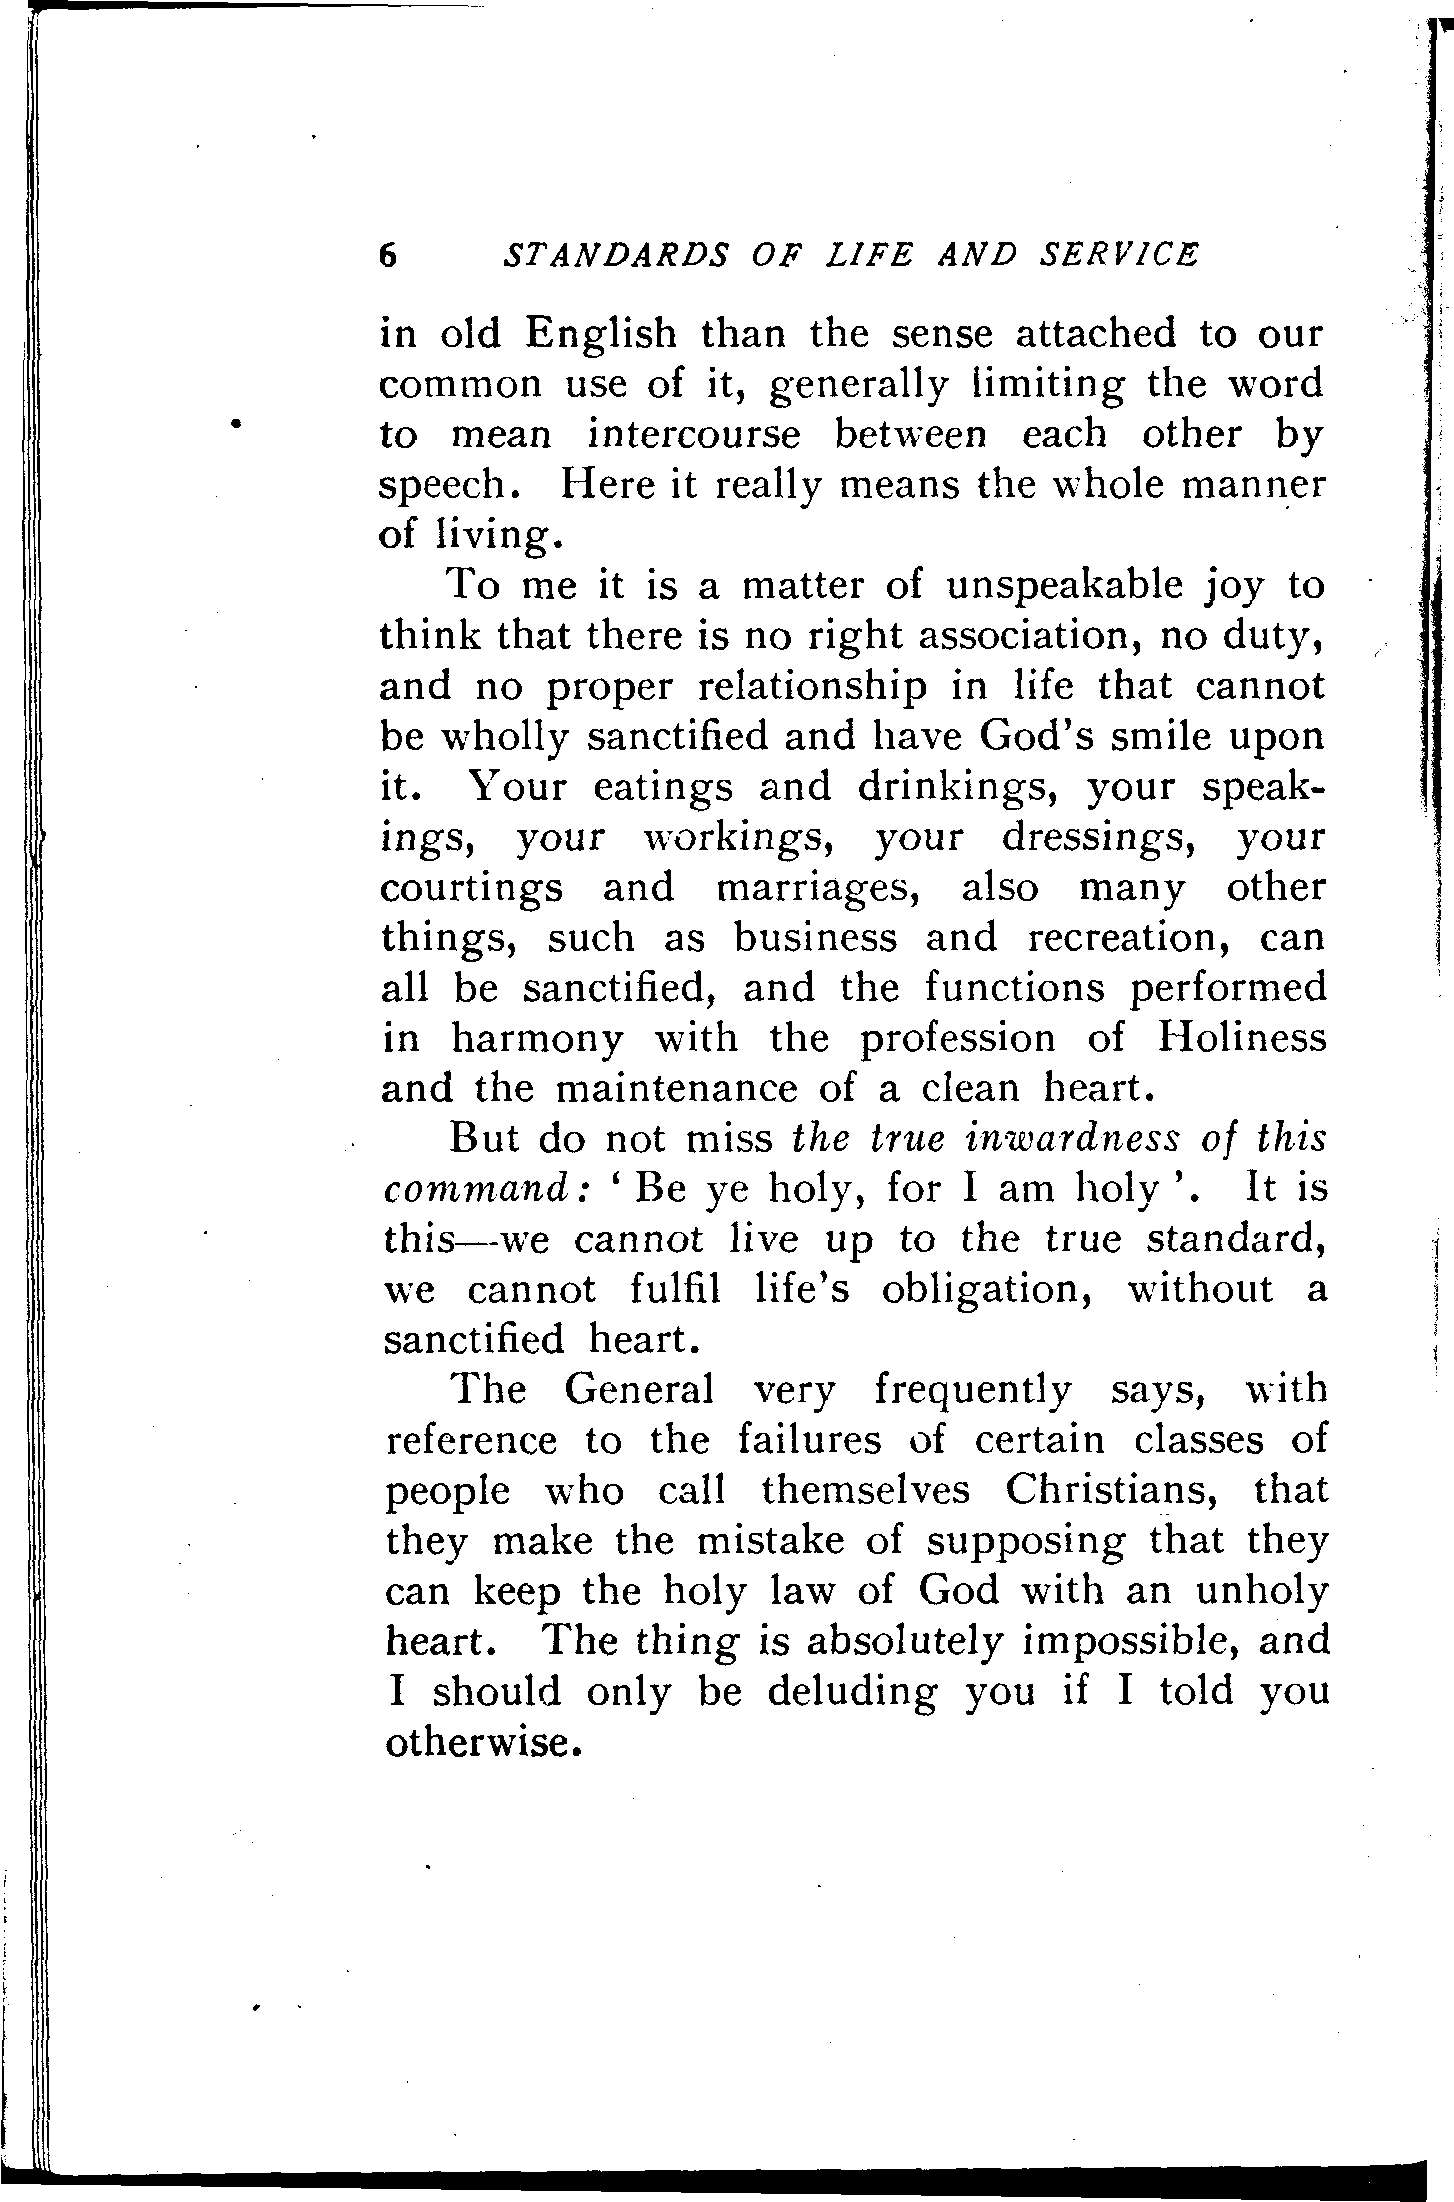 6 STANDARDS OF LIFE AND SERVICE
in old English than the sense attached to our
common use of it, generally limiting the word
to mean intercourse between each other by
speech. Here it really means the whole manner
of living.
To me it is a matter of unspeakable joy to
think that there is no right association, no duty,
and no proper relationship in life that cannot
be wholly sanctified and have God's smile upon
it. Your eatings and drinkings, your speak-
ings, your workings, your dressings, your
courtings and marriages, also many other
things, such as business and recreation, can
all be sanctified, and the functions performed
in harmony with the profession of Holiness
and the maintenance of a clean heart.
But do not miss the true inwardness of this
command: ‘ Be ye holy, for I am holy ’. It is
this—we cannot live up to the true standard,
we cannot fulfil life's obligation, without a
sanctified heart.
The General very frequently says, with
reference to the failures of certain classes of
people who call themselves Christians, that
they make the mistake of supposing that they
can keep the holy law of God with an unholy
heart. The thing is absolutely impossible, and
I should only be deluding you if I told you
otherwise.